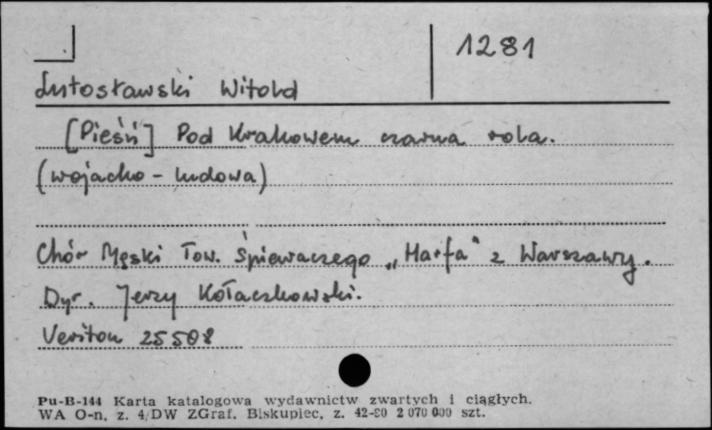 1281
Lutosławski Witold
[Pieśń] Pod Krakowem czarna rola.
(wojacko - ludowa)
Chór Męski Tow. Śpiewaczego „Harfa" z Warszawy.
Dyr. Jerzy Kołaczkowski.
Veriton 25508
Pu-B-144 Karta katalogowa wydawnictw zwartych i ciągłych.
WA O-n. z. 4/DW ZGraf. Biskupiec, z. 42-80 2 070 000 szt.